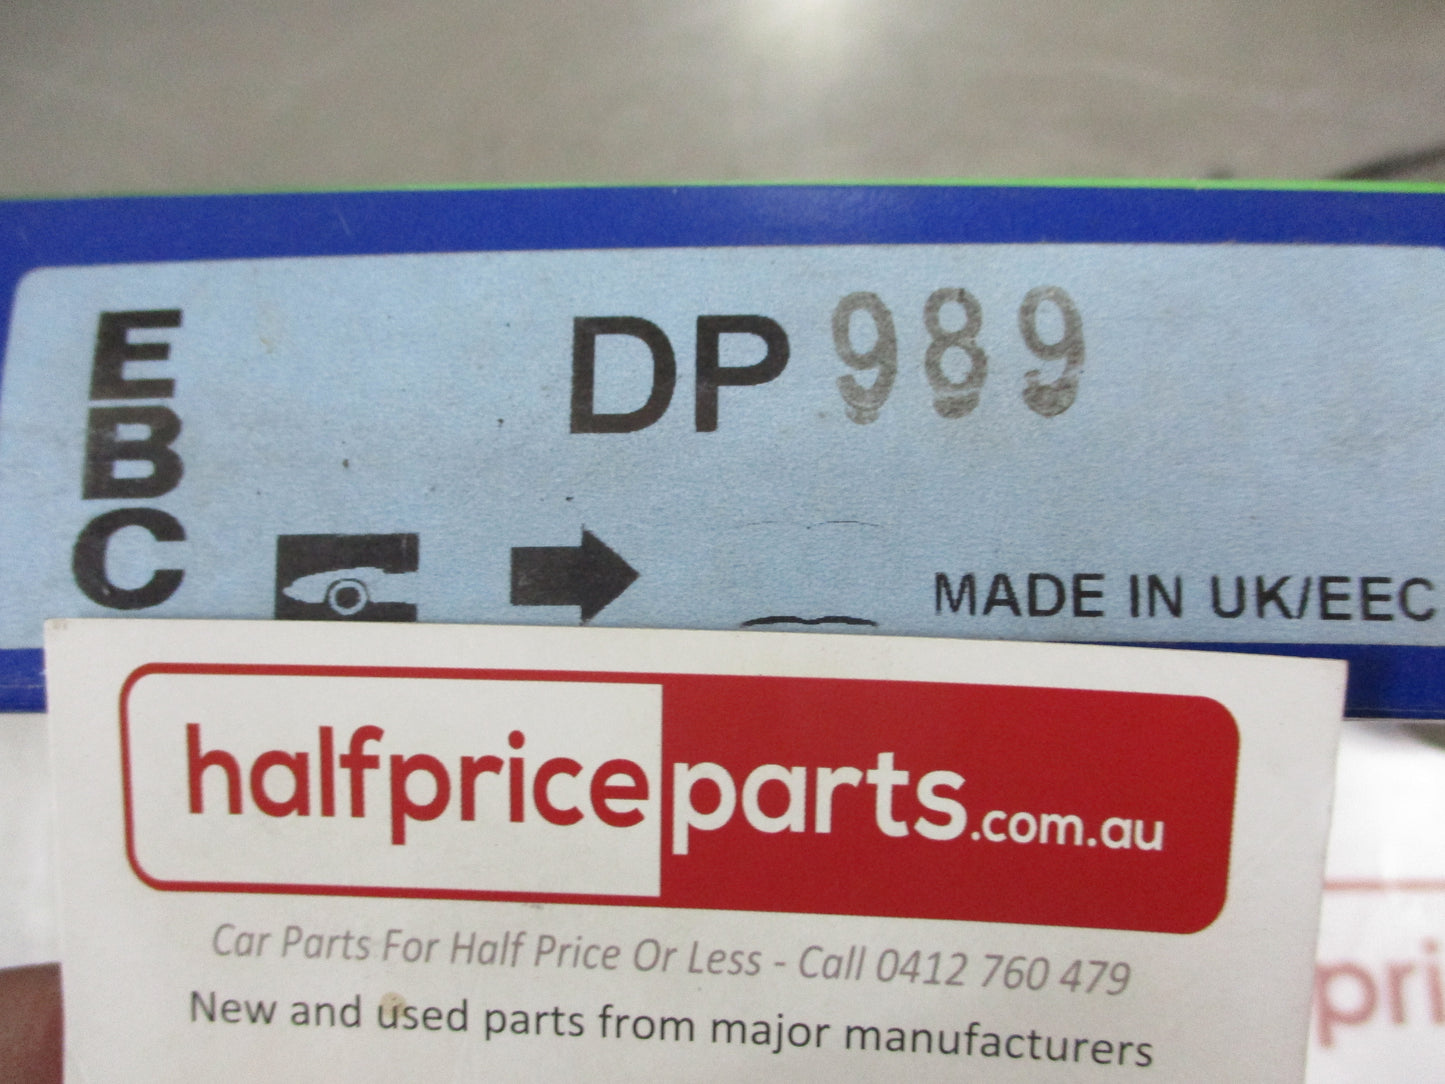 E
B
C
DP 989
MADE IN UK/EEC
halfpriceparts.com.au
Car Parts For Half Price Or Less - Call 0412 760 479
New and used parts from major manufacturers
pri